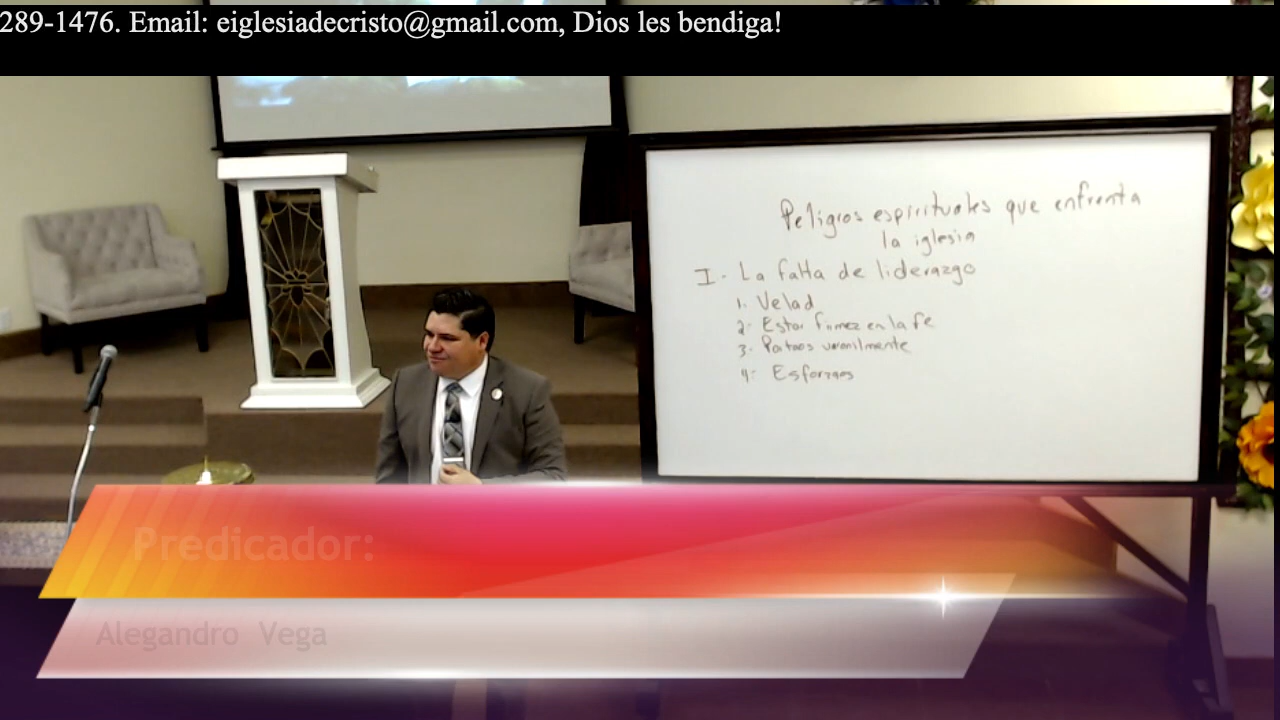 289-1476. Email: eiglesiadecristo@gmail.com, Dios les bendiga!
Peligros espirituales que enfrenta
la iglesia
I- La falta de liderazgo
1. Velad
2- Estar firmez en la fe
3- Portaos varonilmente
4: Esforzaos
Predicador:
Alegandro Vega